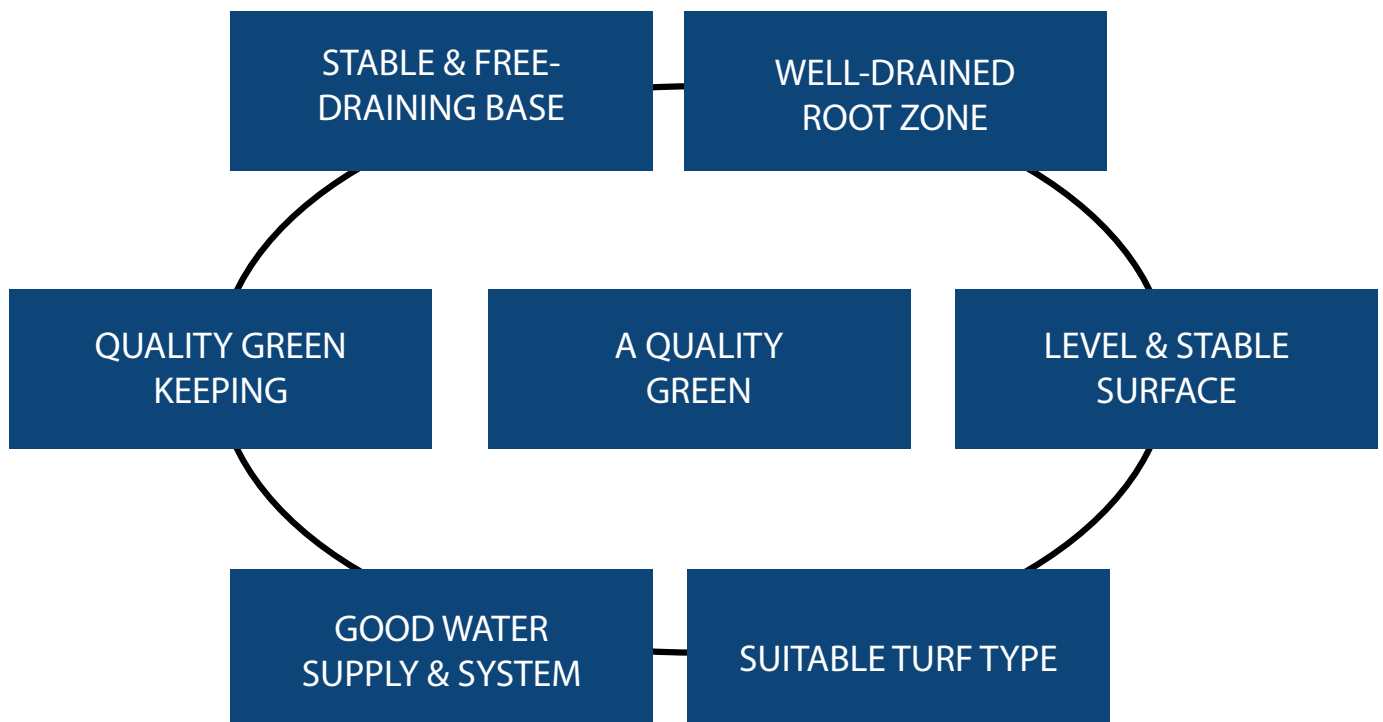 STABLE & FREE-
DRAINING BASE
WELL-DRAINED
ROOT ZONE
QUALITY GREEN
KEEPING
A QUALITY
GREEN
LEVEL & STABLE
SURFACE
GOOD WATER
SUPPLY & SYSTEM
SUITABLE TURF TYPE